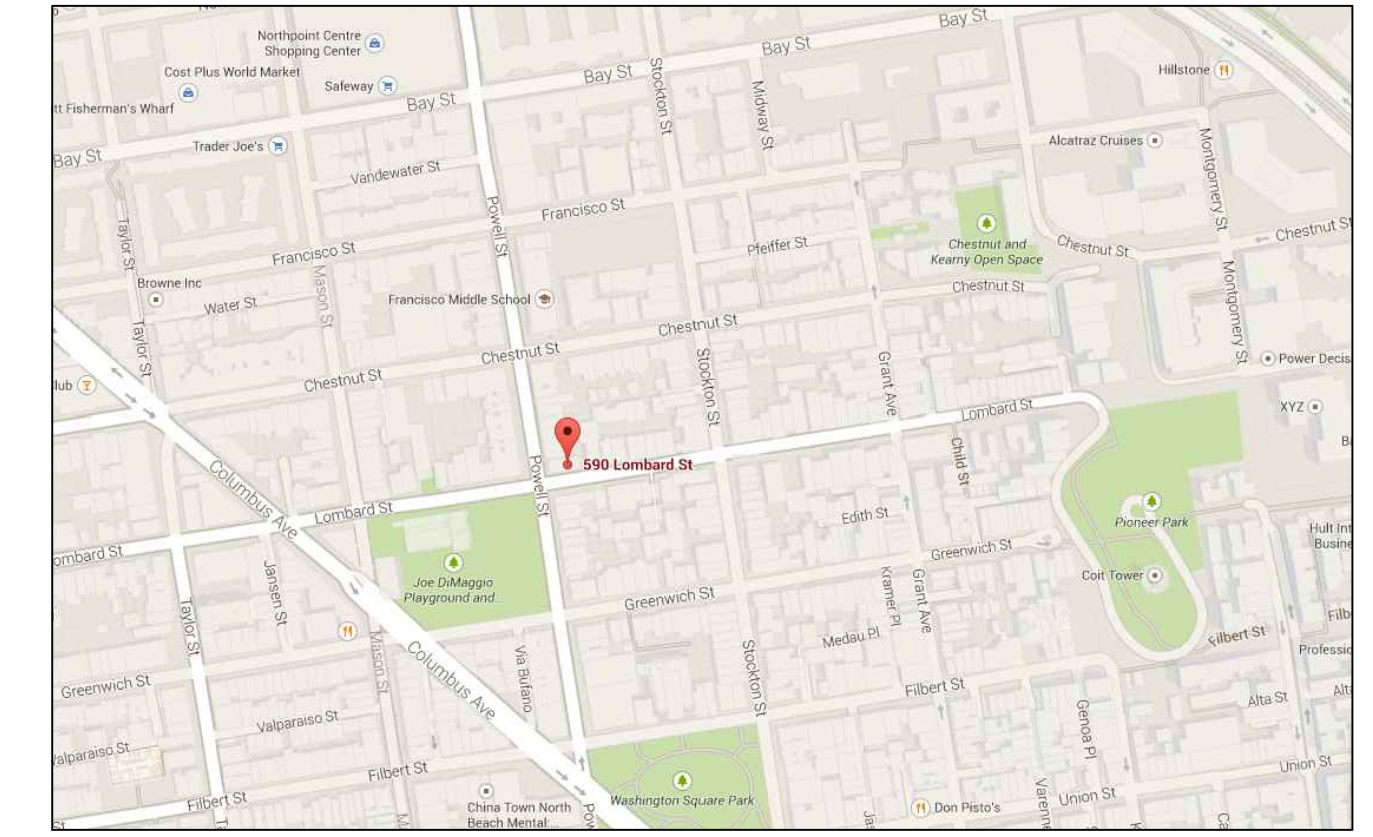 Bay St
Northpoint Centre
Shopping Center
Bay St
Cost Plus World Market
Safeway
Bay St
Stockton St
Midway St
Hillstone
tt Fisherman's Wharf
Bay St
Trader Joe's
Alcatraz Cruises
Montgomery St
Bay St
Vandewater St
Powell St
Francisco St
Taylor St
Francisco St
Pfeiffer St
Chestnut and
Kearny Open Space
Chestnut St
Chestnut St
Browne Inc
Water St
Mason St
Francisco Middle School
Chestnut St
Montgomery St
Taylor St
Chestnut St
Chestnut St
Chestnut St
Stockton St
Grant Ave
Power Decis
lub
XYZ
Lombard St
Child St
590 Lombard St
Columbus Ave
Powell St
Lombard St
Edith St
Pioneer Park
Hult Int
Busine
ombard St
Greenwich St
Jansen St
Joe DiMaggio
Playground and...
Coit Tower
Taylor St
Greenwich St
Kramer Pl
Grant Ave
Medau Pl
Filbert St
Filb
Professio
Mason St
Columbus Ave
Via Bufano
Stockton St
Greenwich St
Filbert St
Alta St
Alt
Valparaiso St
Genoa Pl
Valparaiso St
Filbert St
Union St
Filbert St
China Town North
Beach Mental...
Washington Square Park
Don Pisto's
Varenne
Union St